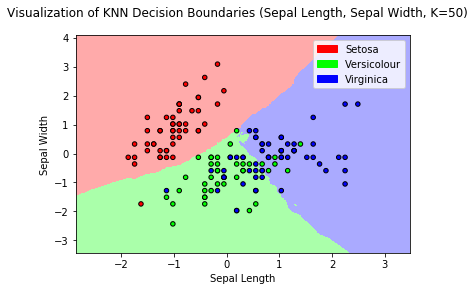 Visualization of KNN Decision Boundaries (Sepal Length, Sepal Width, K=50)
4
3
2
1
0
−1
−2
−3
Sepal Width
Setosa
Versicolour
Virginica
−2
−1
0
1
2
3
Sepal Length